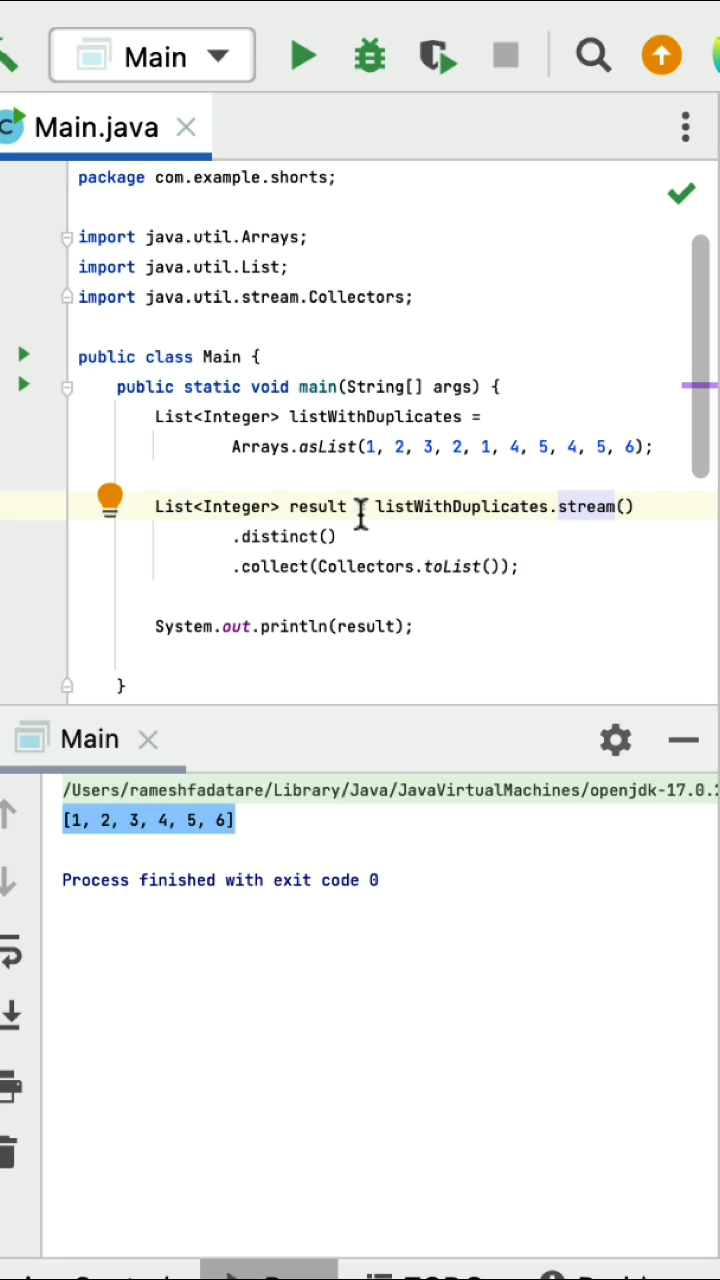 Main
Main.java
package com.example.shorts;
import java.util.Arrays;
import java.util.List;
import java.util.stream.Collectors;
public class Main {
public static void main(String[] args) {
List<Integer> listWithDuplicates =
Arrays.asList(1, 2, 3, 2, 1, 4, 5, 4, 5, 6);
List<Integer> result listWithDuplicates.stream()
.distinct()
.collect(Collectors.toList());
System.out.println(result);
}
Main
/Users/rameshfadatare/Library/Java/JavaVirtualMachines/openjdk-17.0.2
[1, 2, 3, 4, 5, 6]
Process finished with exit code 0